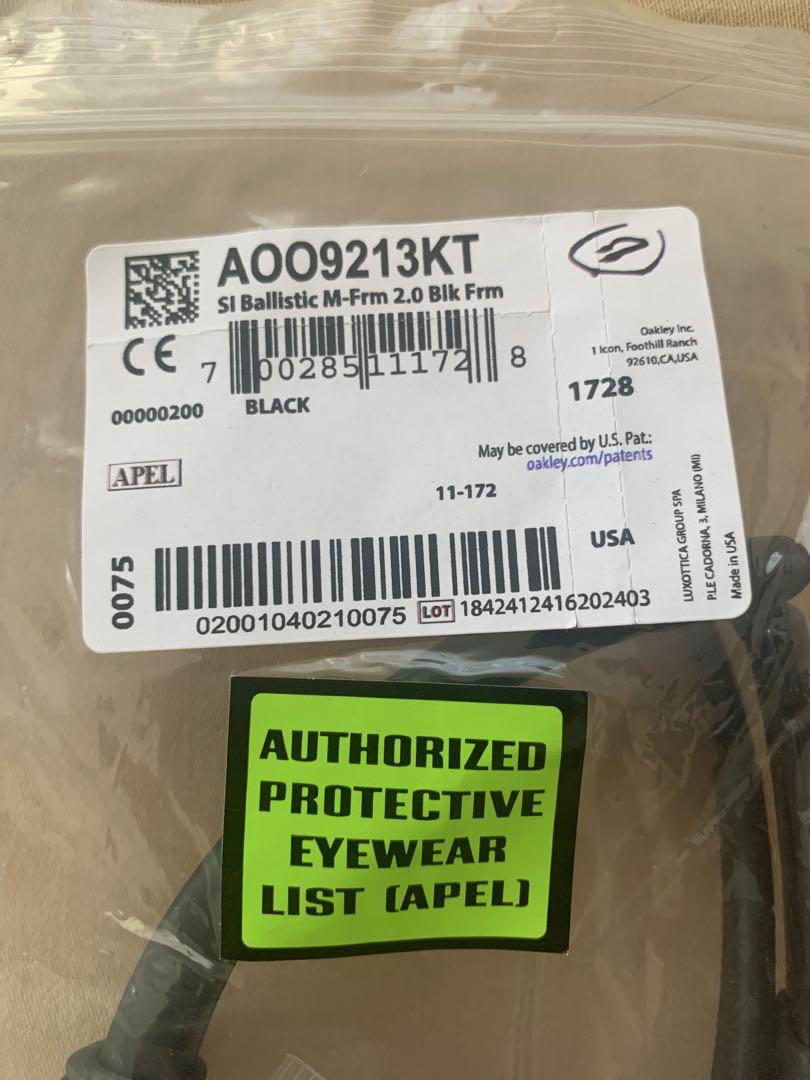 AOO9213KT
SI Ballistic M-Frm 2.0 Blk Frm
CE
7 00285 11172 8
Oakley Inc.
1 Icon, Foothill Ranch
92610,CA,USA
00000200 BLACK
1728
APEL
May be covered by U.S. Pat.:
oakley.com/patents
11-172
USA
0075
02001040210075 LOT 1842412416202403
LUXOTTICA GROUP SPA
P.LE CADORNA, 3, MILANO (MI)
Made in USA
AUTHORIZED
PROTECTIVE
EYEWEAR
LIST (APEL)